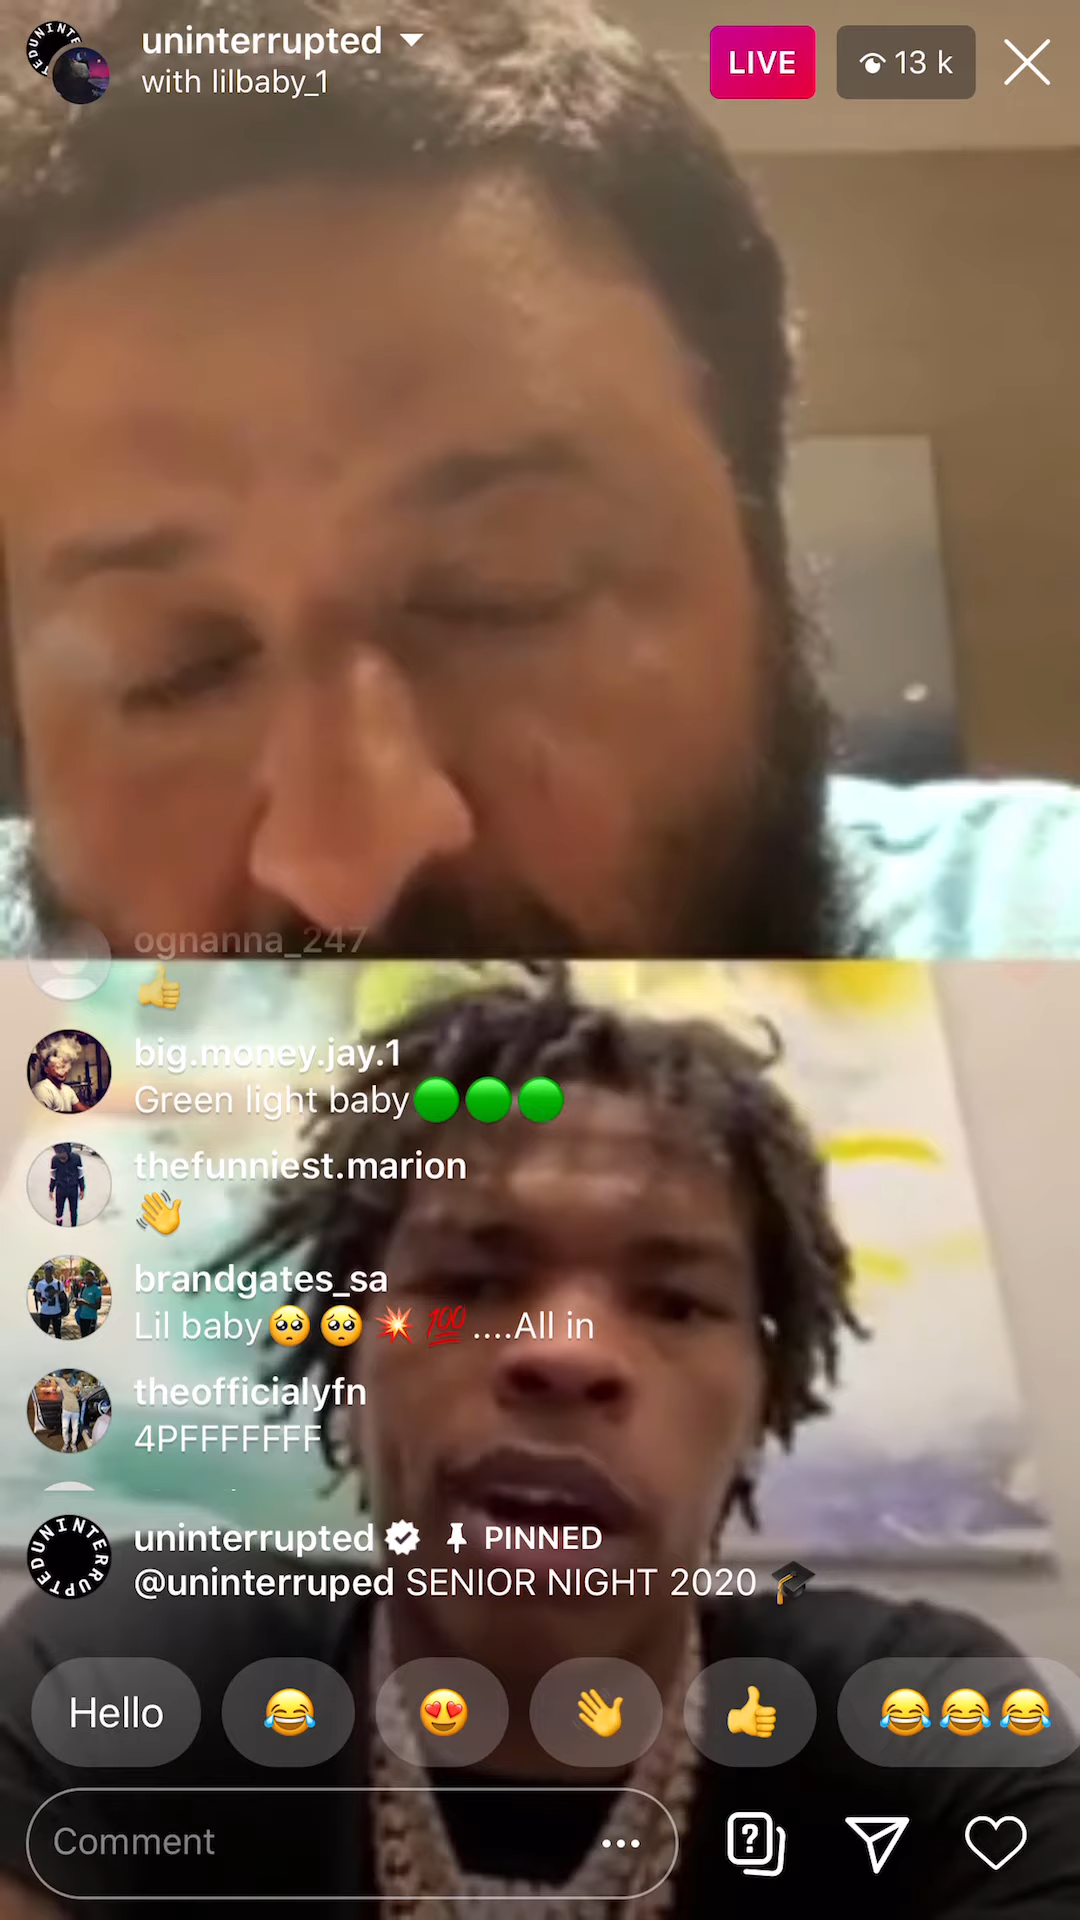 uninterrupted
with lilbaby_1
LIVE
13 k
ognanna_247
👍
big.money.jay.1
Green light baby🟢🟢🟢
thefunniest.marion
👋
brandgates_sa
Lil baby🥺🥺💥💯....All in
theofficialyfn
4PFFFFFFF
UNINTERRUPTED
uninterrupted PINNED
@uninterruped SENIOR NIGHT 2020 🎓
Hello 😂 😍 👋 👍 😂😂😂
Comment